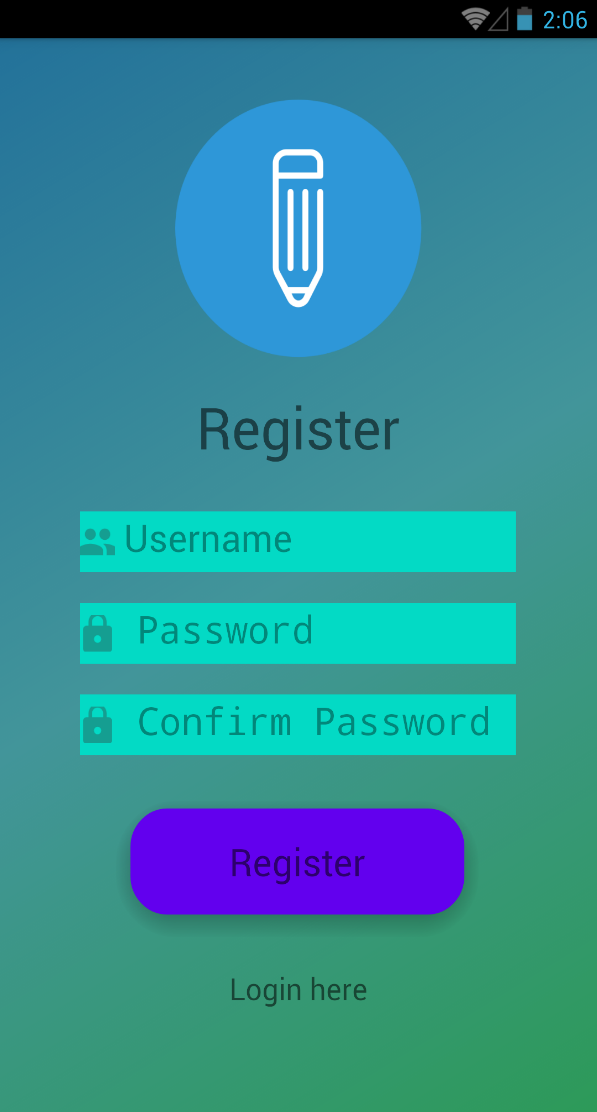 2:06
Register
Username
Password
Confirm Password
Register
Login here